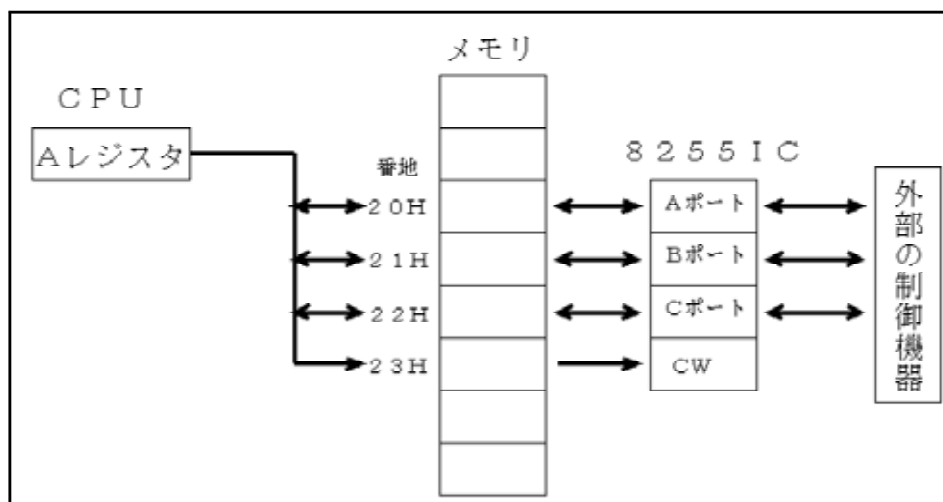 メモリ
CPU
Aレジスタ
8255IC
番地
20H
Aポート
21H
Bポート
22H
Cポート
23H
CW
外部の制御機器